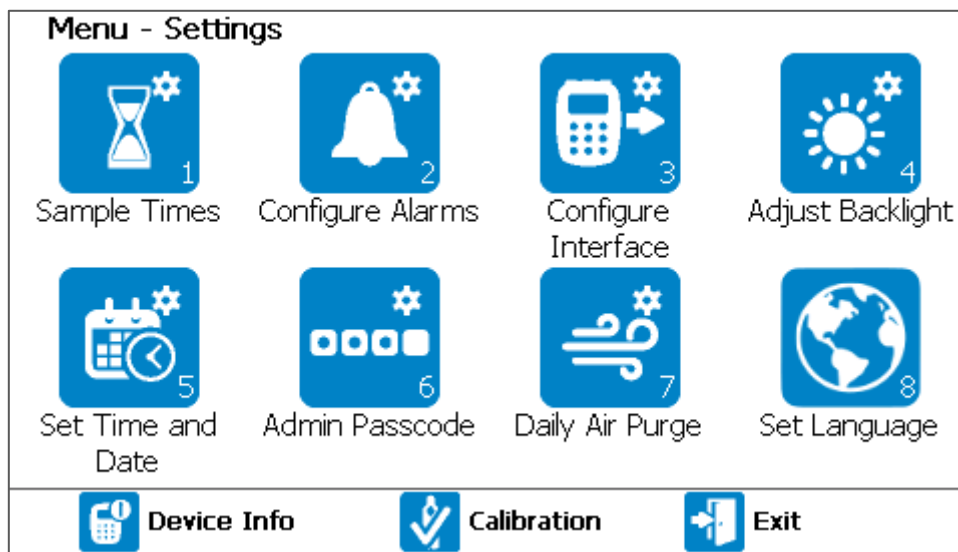 Menu - Settings
1 2 3 4
Sample Times Configure Alarms Configure Adjust Backlight
Interface
5 6 7 8
Set Time and Admin Passcode Daily Air Purge Set Language
Date
Device Info Calibration Exit